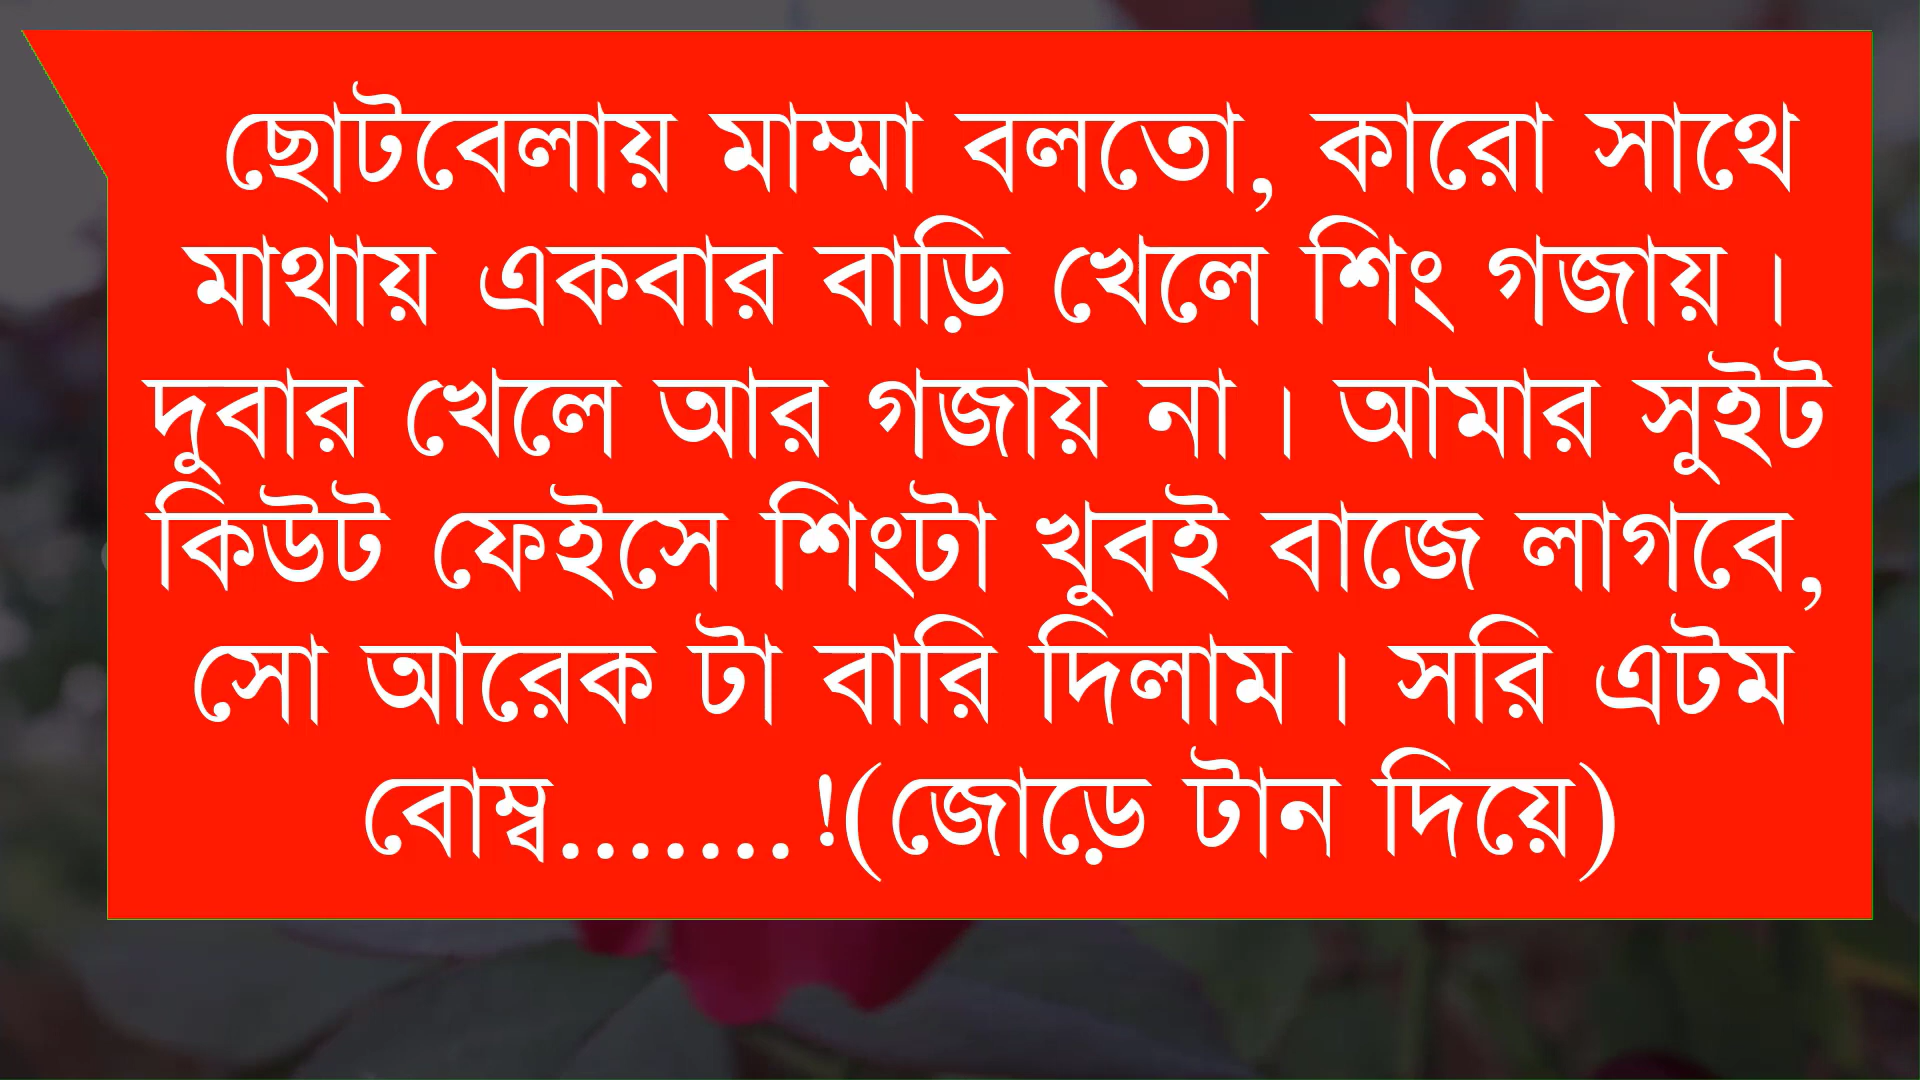 ছোটবেলায় মাম্মা বলতো, কারো সাথে
মাথায় একবার বাড়ি খেলে শিং গজায় ।
দুবার খেলে আর গজায় না । আমার সুইট
কিউট ফেইসে শিংটা খুবই বাজে লাগবে,
সো আরেক টা বারি দিলাম । সরি এটম
বোম্ব.......!(জোড়ে টান দিয়ে)